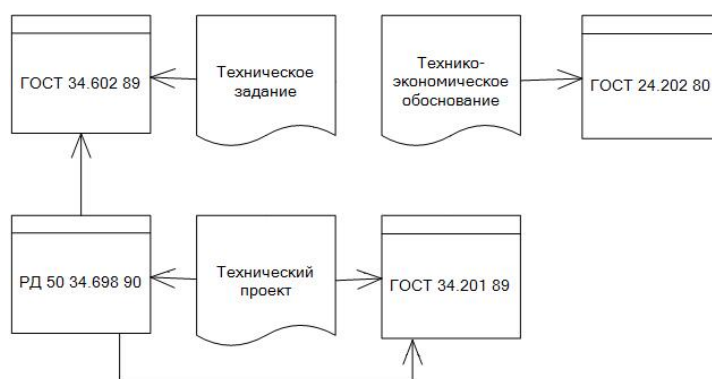 ГОСТ 34.602 89
Техническое
задание
Технико-
экономическое
обоснование
ГОСТ 24.202 80
РД 50 34.698 90
Технический
проект
ГОСТ 34.201 89